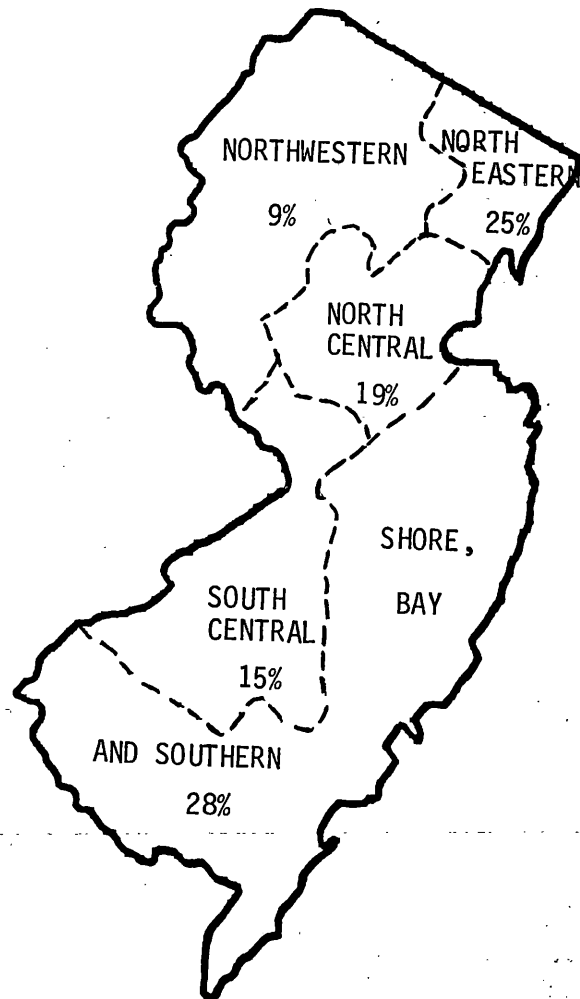 NORTHWESTERN
9%
NORTH
EASTERN
25%
NORTH
CENTRAL
19%
SHORE,
BAY
SOUTH
CENTRAL
15%
AND SOUTHERN
28%